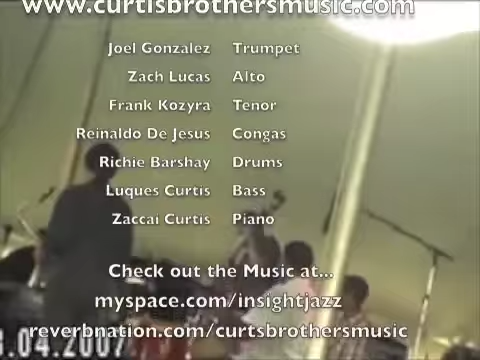 www.curtisbrothersmusic.com
Joel Gonzalez Trumpet
Zach Lucas Alto
Frank Kozyra Tenor
Reinaldo De Jesus Congas
Richie Barshay Drums
Luques Curtis Bass
Zaccai Curtis Piano
Check out the Music at...
myspace.com/insightjazz
reverbnation.com/curtsbrothersmusic
.04.2007